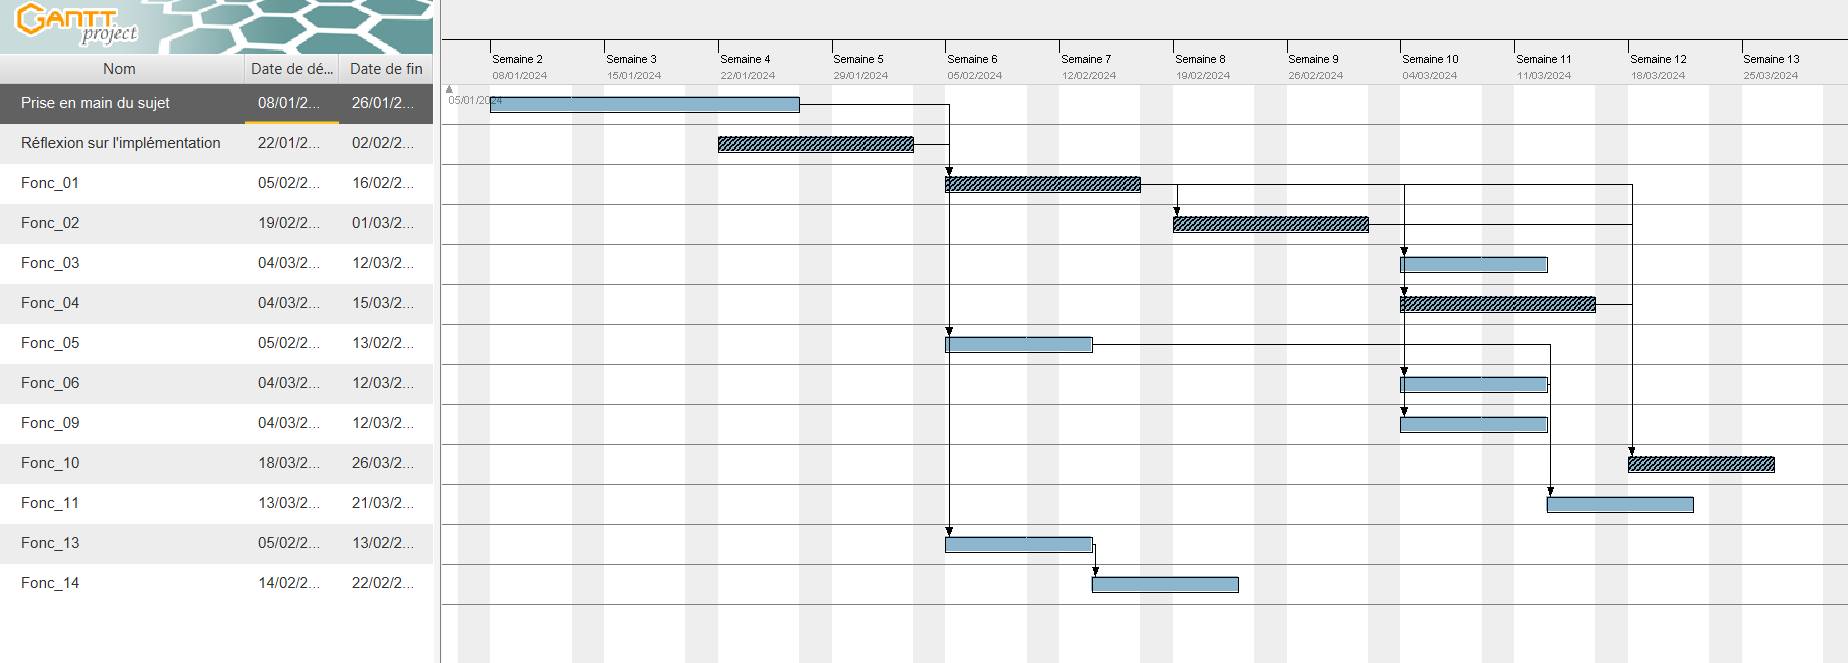 GANTT
project
Nom Date de dé... Date de fin
Semaine 2 Semaine 3 Semaine 4 Semaine 5 Semaine 6 Semaine 7 Semaine 8 Semaine 9 Semaine 10 Semaine 11 Semaine 12 Semaine 13
08/01/2024 15/01/2024 22/01/2024 29/01/2024 05/02/2024 12/02/2024 19/02/2024 26/02/2024 04/03/2024 11/03/2024 18/03/2024 25/03/2024
05/01/2024
Prise en main du sujet 08/01/2... 26/01/2...
Réflexion sur l'implémentation 22/01/2... 02/02/2...
Fonc_01 05/02/2... 16/02/2...
Fonc_02 19/02/2... 01/03/2...
Fonc_03 04/03/2... 12/03/2...
Fonc_04 04/03/2... 15/03/2...
Fonc_05 05/02/2... 13/02/2...
Fonc_06 04/03/2... 12/03/2...
Fonc_09 04/03/2... 12/03/2...
Fonc_10 18/03/2... 26/03/2...
Fonc_11 13/03/2... 21/03/2...
Fonc_13 05/02/2... 13/02/2...
Fonc_14 14/02/2... 22/02/2...